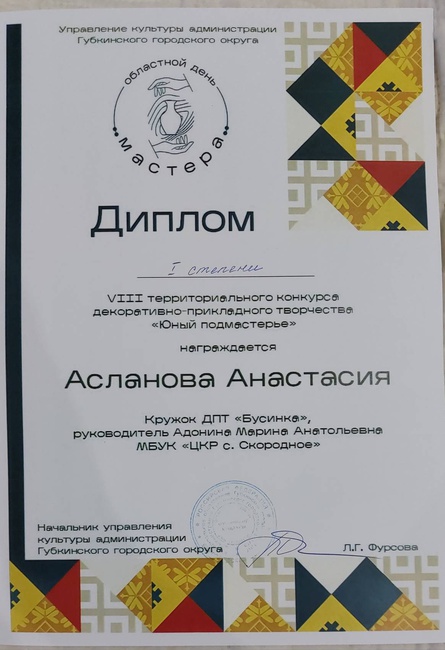 Управление культуры администрации
Губкинского городского округа
областной день
мастера
Диплом
I степени
VIII территориального конкурса
декоративно-прикладного творчества
«Юный подмастерье»
награждается
Асланова Анастасия
Кружок ДПТ «Бусинка»,
руководитель Адонина Марина Анатольевна
МБУК «ЦКР с. Скородное»
Начальник управления
культуры администрации
Губкинского городского округа
Л.Г. Фурсова